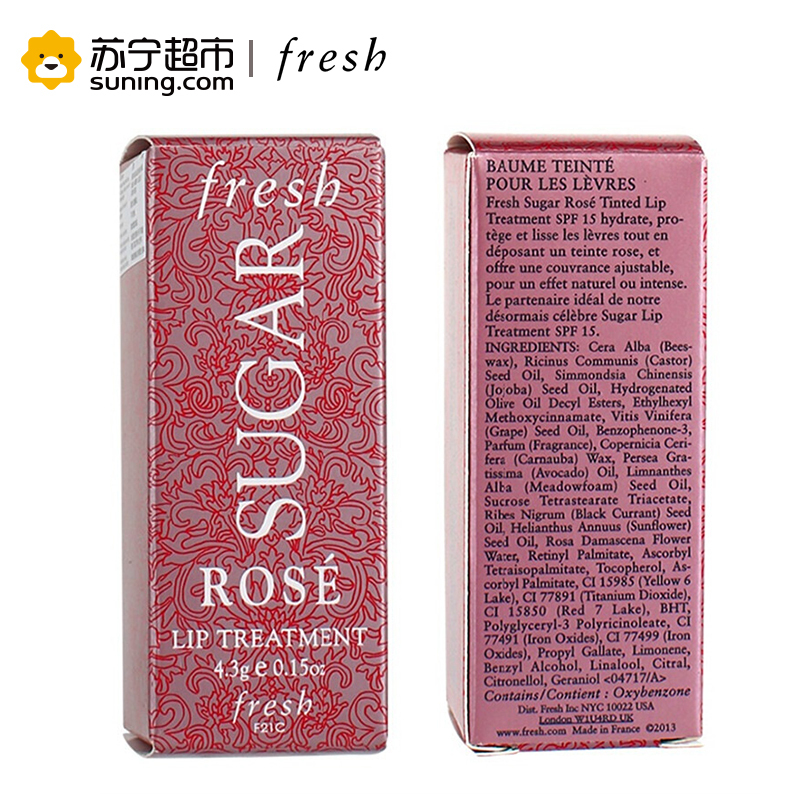 苏宁超市 | fresh
suning.com
fresh
SUGAR
ROSÉ
LIP TREATMENT
4.3g e 0.15oz
fresh
F21C
BAUME TEINTÉ
POUR LES LÈVRES
Fresh Sugar Rosé Tinted Lip
Treatment SPF 15 hydrate, pro-
tège et lisse les lèvres tout en
déposant un teinte rose, et
offre une couvrance ajustable,
pour un effet naturel ou intense.
Le partenaire idéal de notre
désormais célèbre Sugar Lip
Treatment SPF 15.
INGREDIENTS: Cera Alba (Bees-
wax), Ricinus Communis (Castor)
Seed Oil, Simmondsia Chinensis
(Jojoba) Seed Oil, Hydrogenated
Olive Oil Decyl Esters, Ethylhexyl
Methoxycinnamate, Vitis Vinifera
(Grape) Seed Oil, Benzophenone-3,
Parfum (Fragrance), Copernicia Ceri-
fera (Carnauba) Wax, Persea Gra-
tissima (Avocado) Oil, Limnanthes
Alba (Meadowfoam) Seed Oil,
Sucrose Tetrastearate Triacetate,
Ribes Nigrum (Black Currant) Seed
Oil, Helianthus Annuus (Sunflower)
Seed Oil, Rosa Damascena Flower
Water, Retinyl Palmitate, Ascorbyl
Tetraisopalmitate, Tocopherol, As-
corbyl Palmitate, CI 15985 (Yellow 6
Lake), CI 77891 (Titanium Dioxide),
CI 15850 (Red 7 Lake), BHT,
Polyglyceryl-3 Polyricinoleate, CI
77491 (Iron Oxides), CI 77499 (Iron
Oxides), Propyl Gallate, Limonene,
Benzyl Alcohol, Linalool, Citral,
Citronellol, Geraniol <04717/A>
Contains/Contient : Oxybenzone
Dist. Fresh Inc NYC 10022 USA
London W1U4RD UK
www.fresh.com Made in France ©2013